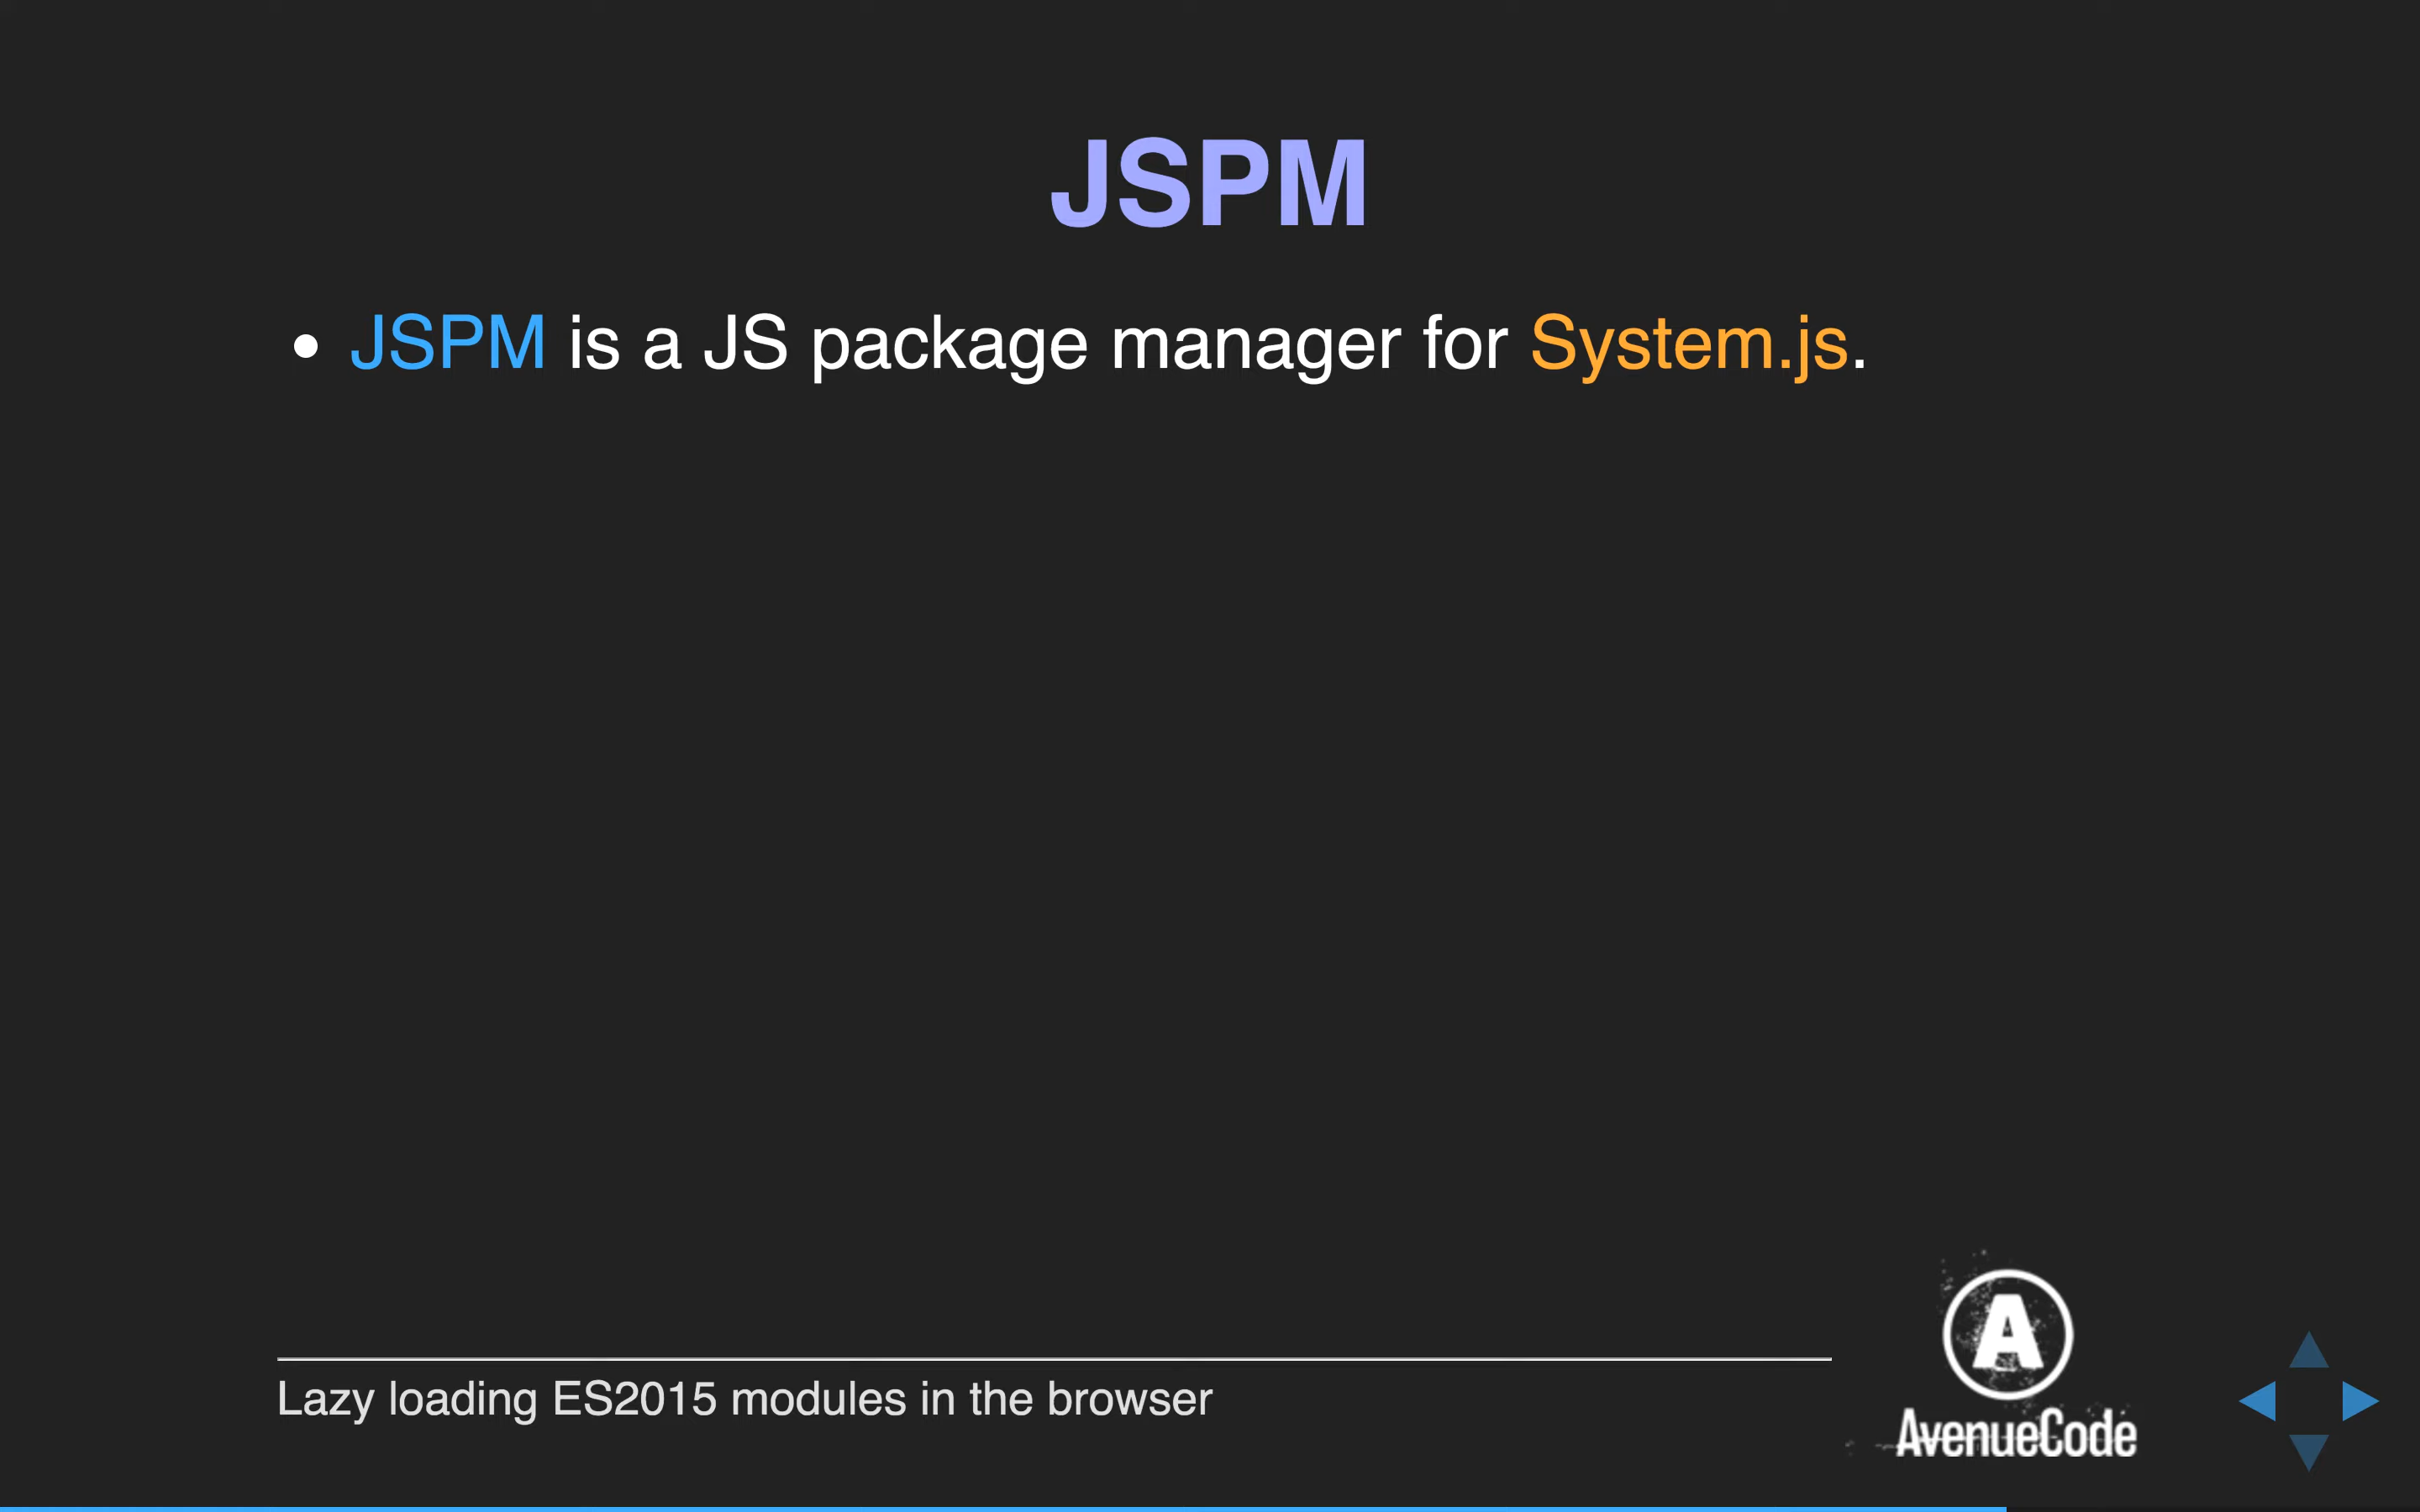 JSPM
• JSPM is a JS package manager for System.js.
Lazy loading ES2015 modules in the browser
A
AvenueCode